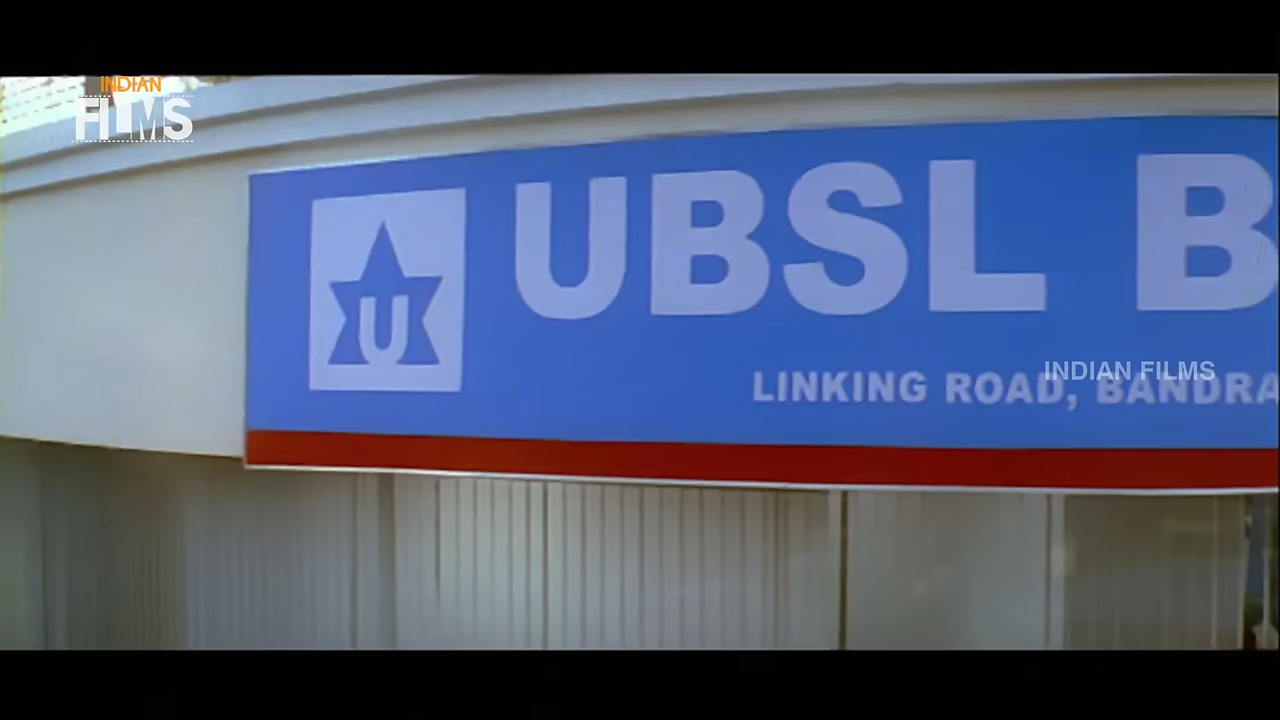 INDIAN
FILMS
UBSL B
U
LINKING ROAD, BANDRA
INDIAN FILMS